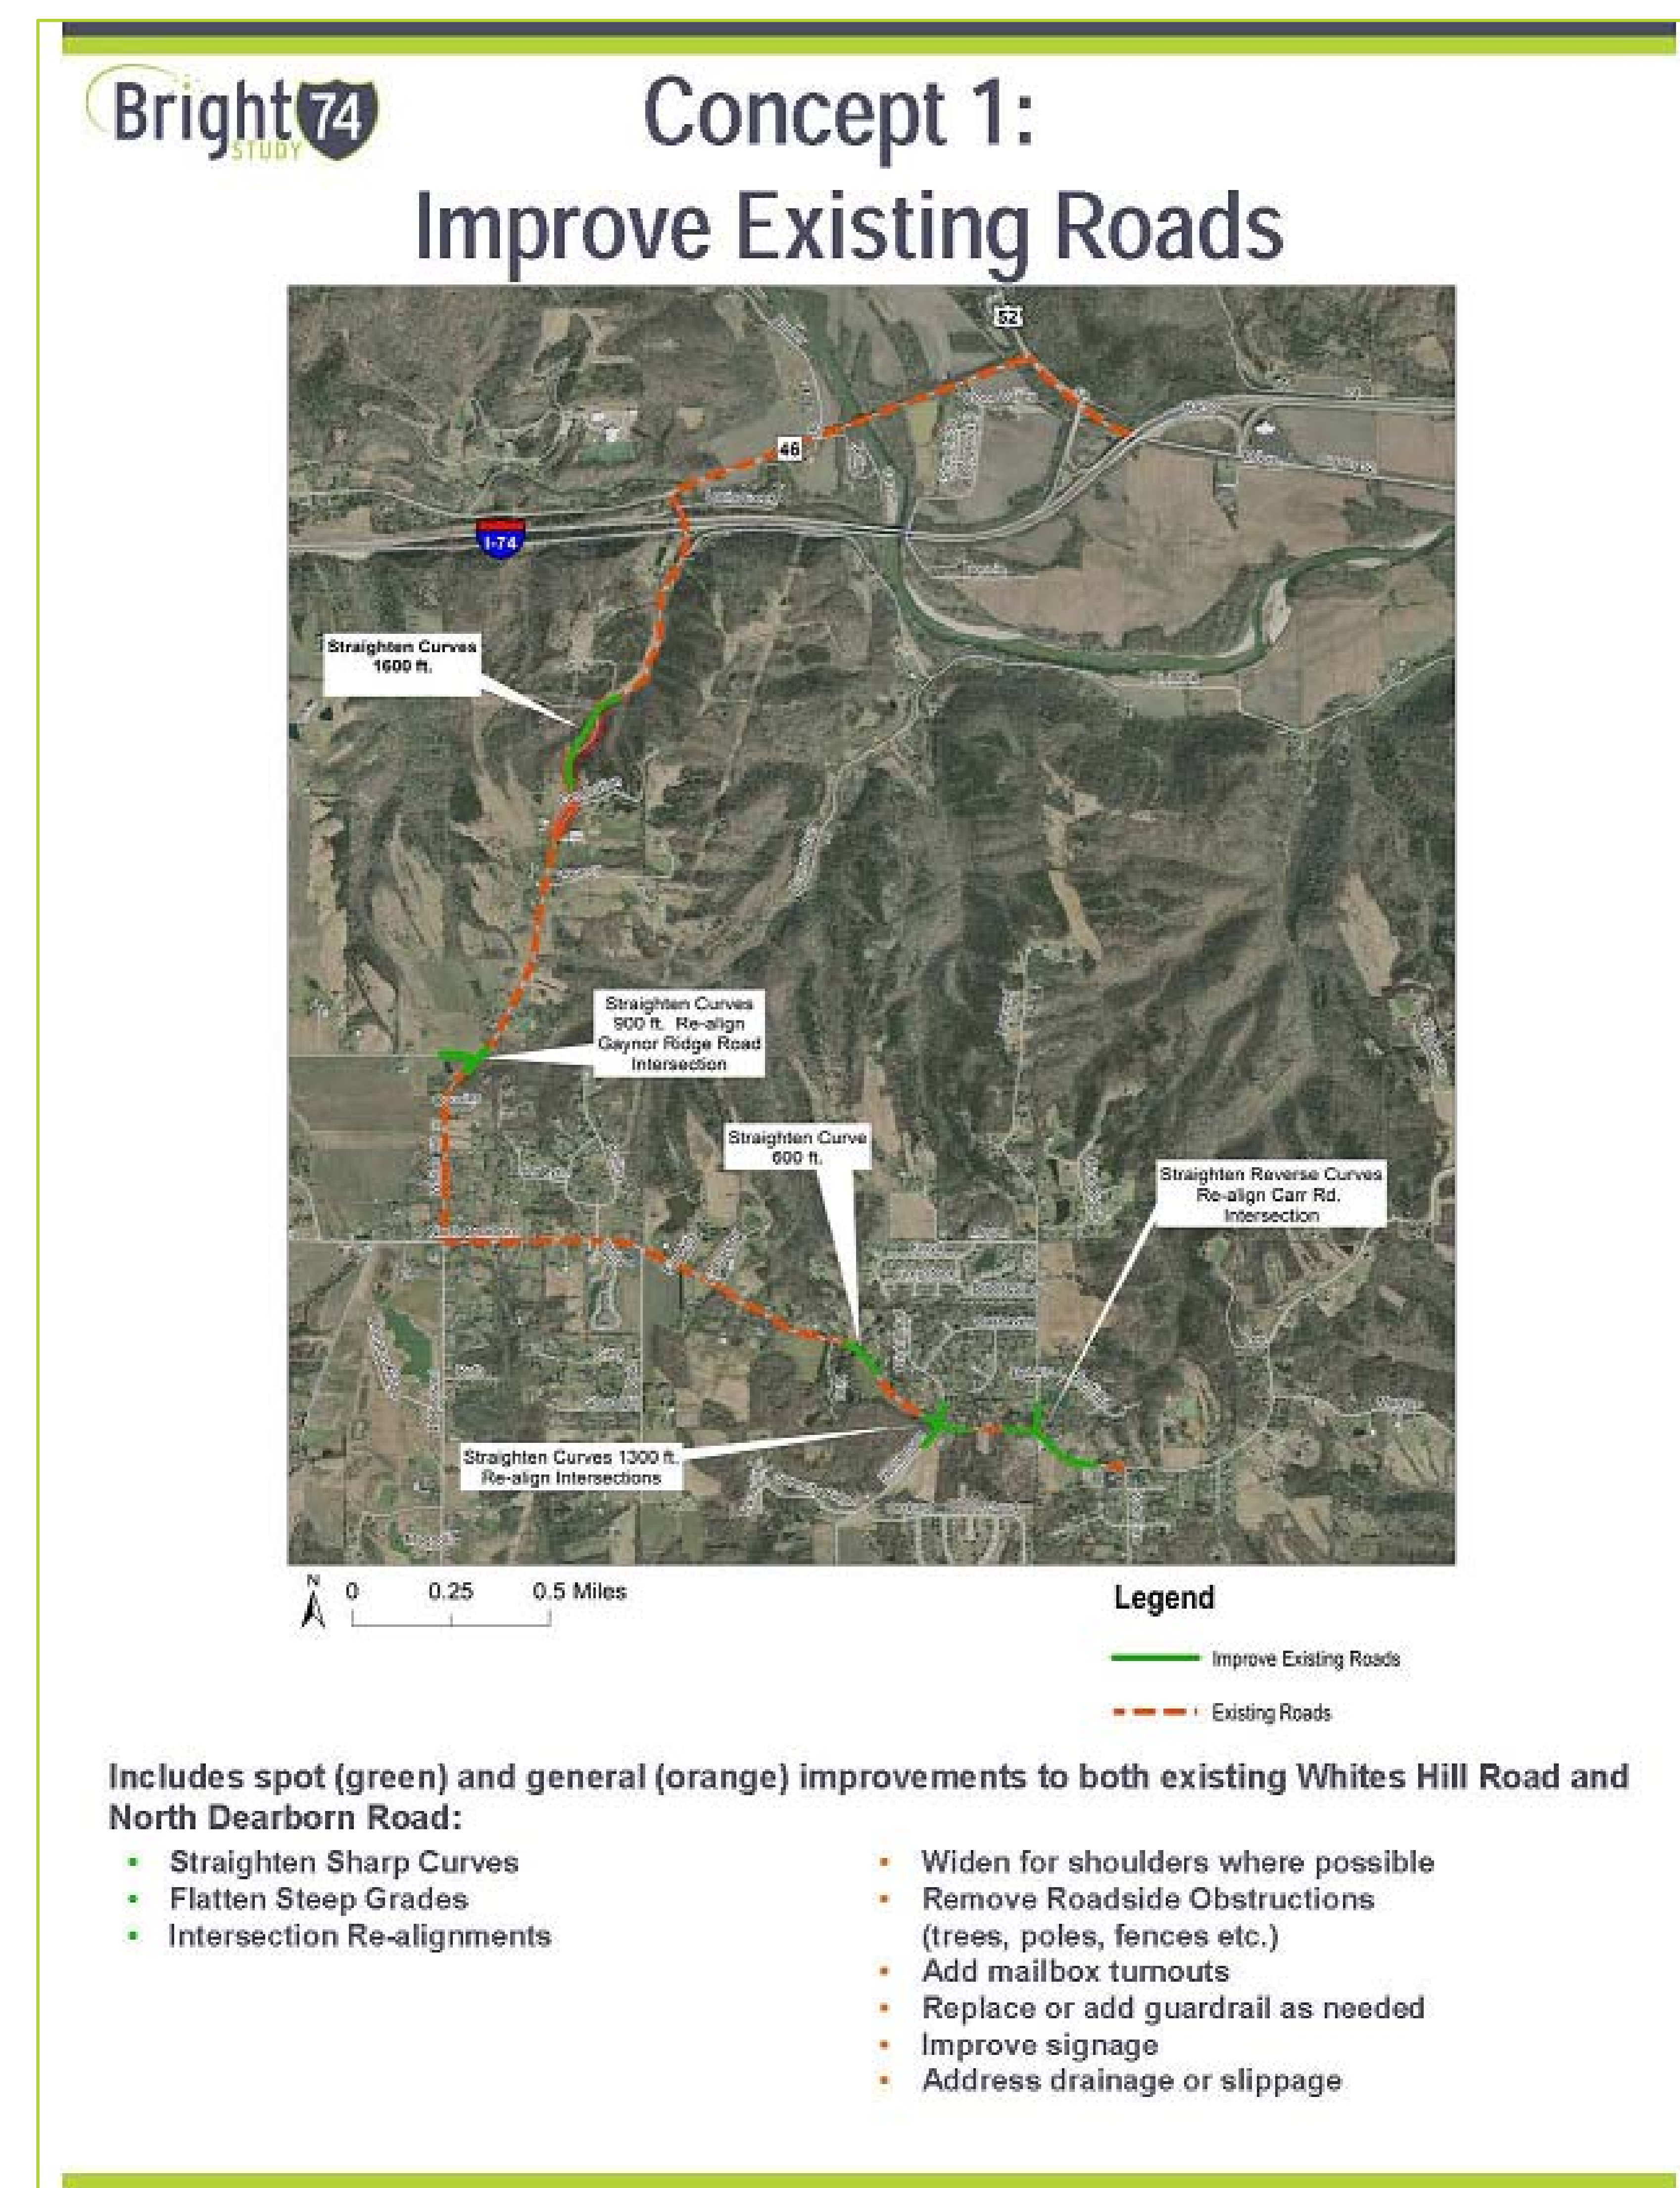 Bright 74
STUDY
Concept 1:
Improve Existing Roads
52
46
I-74
Straighten Curves
1600 ft.
Straighten Curves
900 ft. Re-align
Gaynor Ridge Road
Intersection
Straighten Curve
600 ft.
Straighten Reverse Curves
Re-align Carr Rd.
Intersection
Straighten Curves 1300 ft.
Re-align Intersections
N
0 0.25 0.5 Miles
Legend
Improve Existing Roads
Existing Roads
Includes spot (green) and general (orange) improvements to both existing Whites Hill Road and
North Dearborn Road:
• Straighten Sharp Curves
• Flatten Steep Grades
• Intersection Re-alignments
• Widen for shoulders where possible
• Remove Roadside Obstructions
(trees, poles, fences etc.)
• Add mailbox turnouts
• Replace or add guardrail as needed
• Improve signage
• Address drainage or slippage